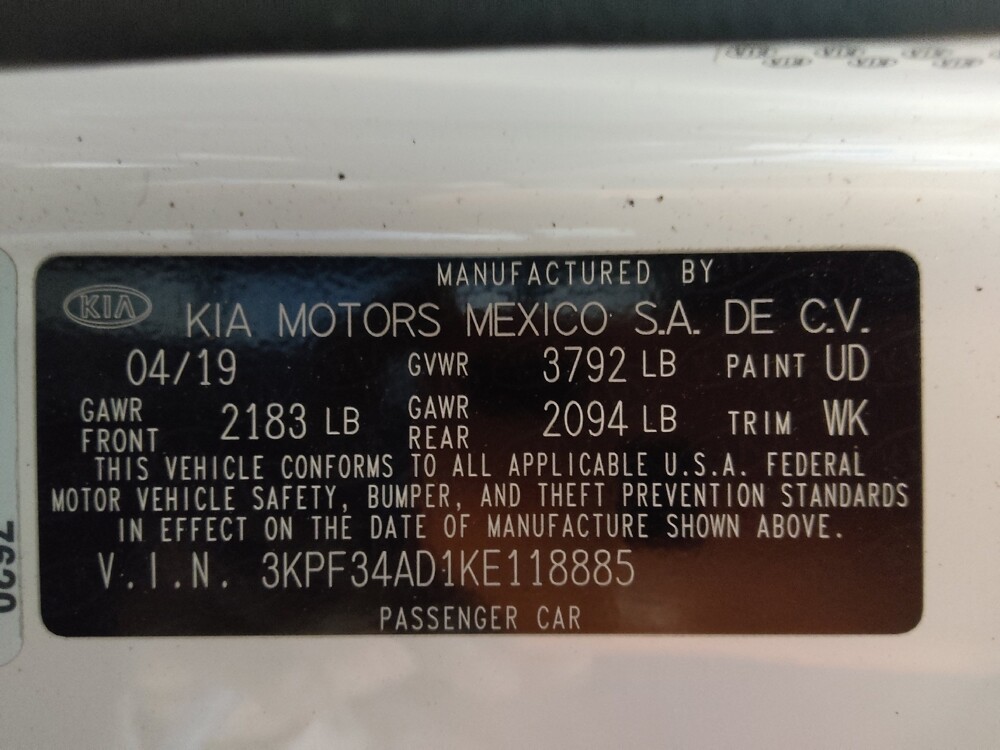 MANUFACTURED BY
KIA KIA MOTORS MEXICO S.A. DE C.V.
04/19 GVWR 3792 LB PAINT UD
GAWR FRONT 2183 LB GAWR REAR 2094 LB TRIM WK
THIS VEHICLE CONFORMS TO ALL APPLICABLE U.S.A. FEDERAL
MOTOR VEHICLE SAFETY, BUMPER, AND THEFT PREVENTION STANDARDS
IN EFFECT ON THE DATE OF MANUFACTURE SHOWN ABOVE.
V.I.N. 3KPF34AD1KE118885
PASSENGER CAR